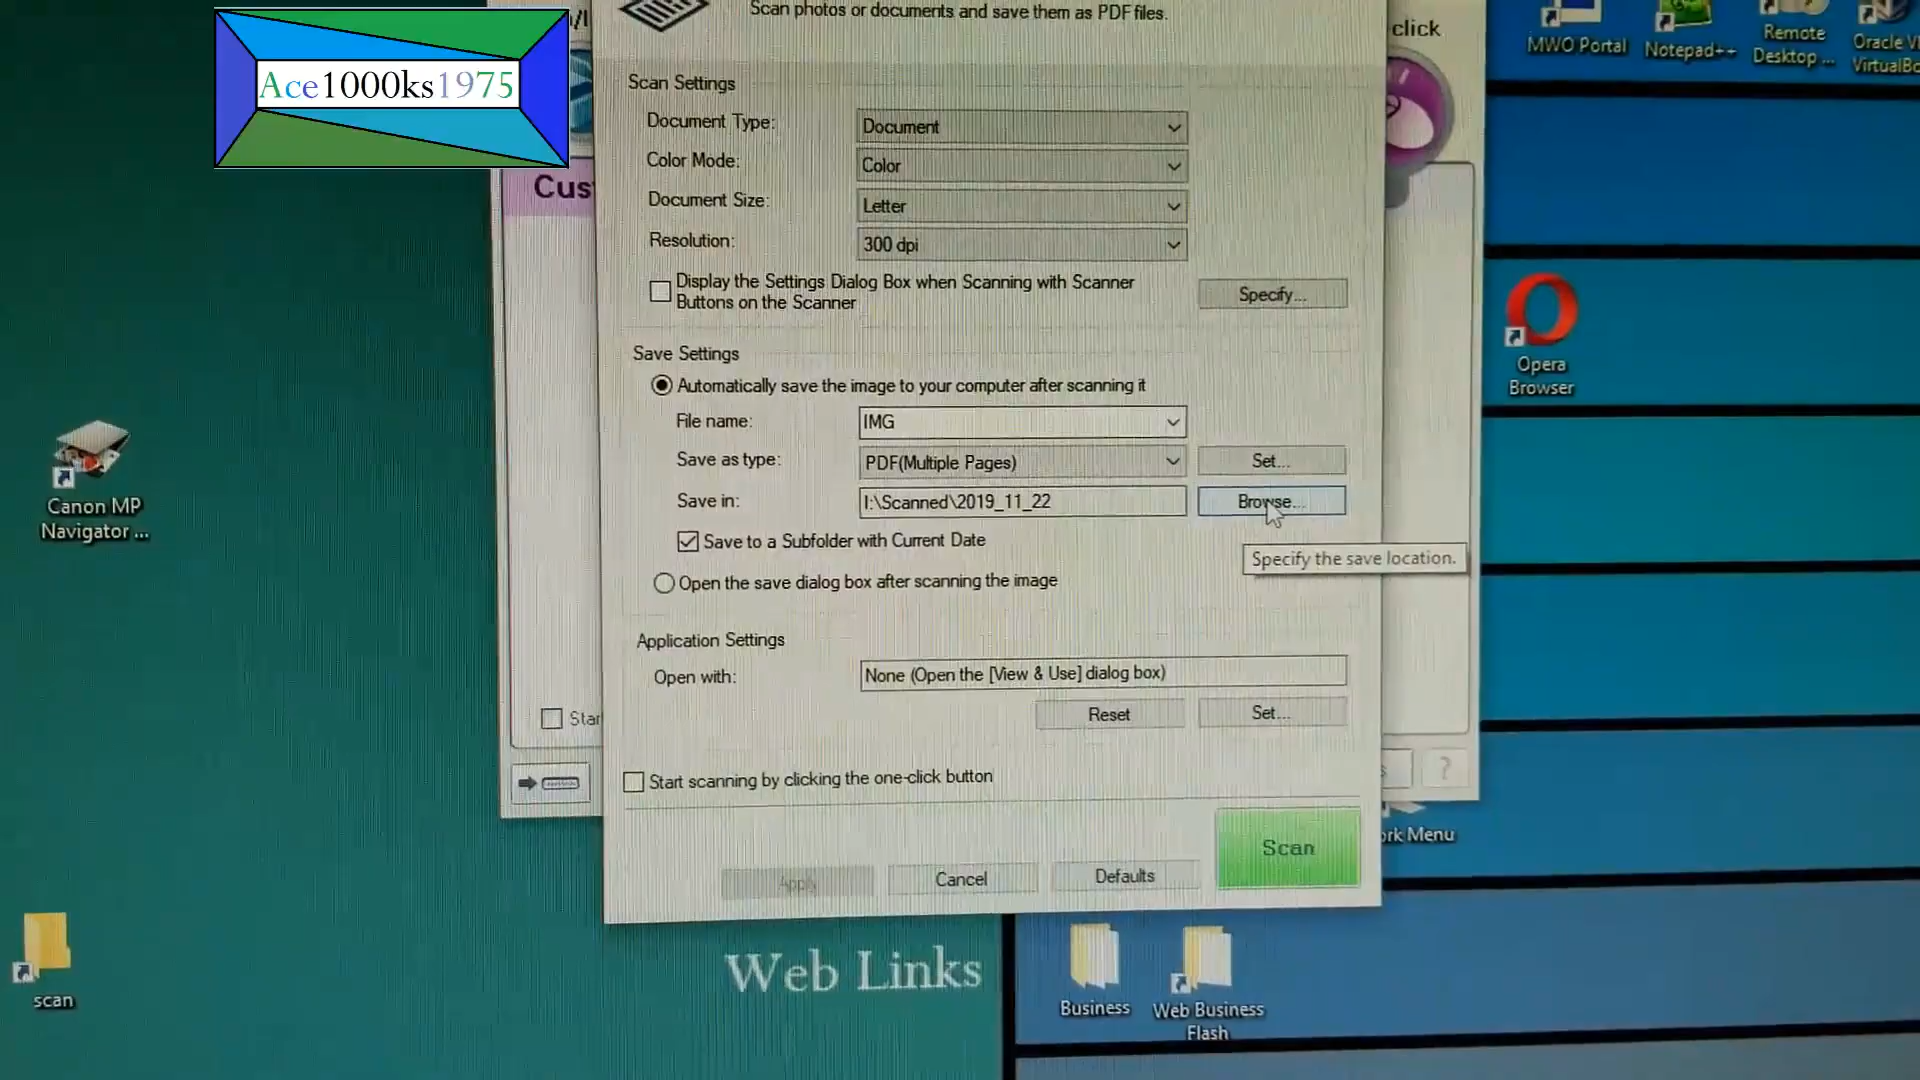 Scan photos or documents and save them as PDF files.
click
MWO Portal
Notepad++
Remote
Desktop ...
Oracle
Ace1000ks1975
Scan Settings
Document Type:
Document
Color Mode:
Color
Document Size:
Letter
Resolution:
300 dpi
Display the Settings Dialog Box when Scanning with Scanner
Buttons on the Scanner
Specify...
Cus
Save Settings
Automatically save the image to your computer after scanning it
File name:
IMG
Save as type:
PDF(Multiple Pages)
Set...
Save in:
I:\Scanned\2019_11_22
Browse...
Save to a Subfolder with Current Date
Specify the save location.
Open the save dialog box after scanning the image
Application Settings
Open with:
None (Open the [View & Use] dialog box)
Reset
Set...
Star
Start scanning by clicking the one-click button
Scan
Apply
Cancel
Defaults
?
ork Menu
Opera
Browser
Canon MP
Navigator ...
scan
Web Links
Business
Web Business
Flash